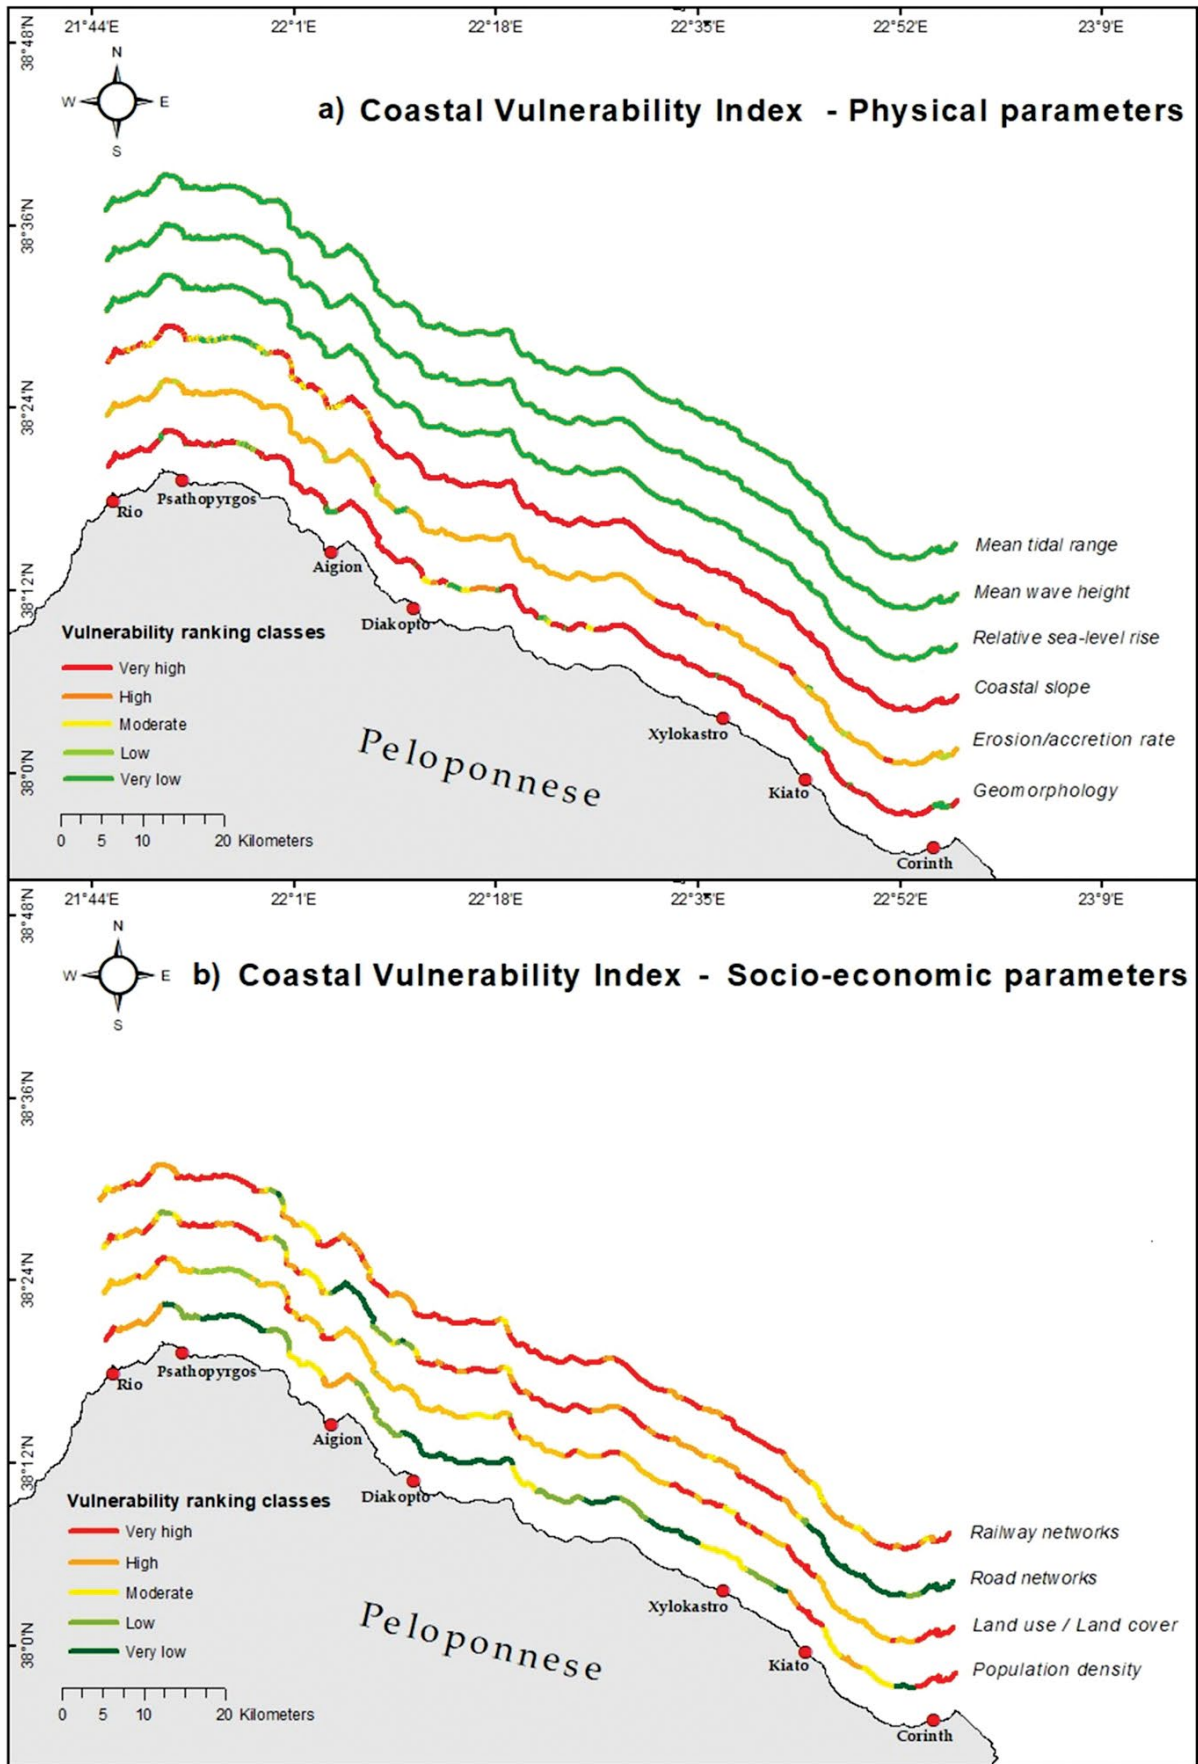 21°44'E 22°1'E 22°18'E 22°35'E 22°52'E 23°9'E
38°48'N
N
W E
S
a) Coastal Vulnerability Index - Physical parameters
38°36'N
38°24'N
38°12'N
38°0'N
Rio
Psathopyrgos
Aigion
Diakopto
Xylokastro
Kiato
Corinth
Peloponnese
Mean tidal range
Mean wave height
Relative sea-level rise
Coastal slope
Erosion/accretion rate
Geomorphology
Vulnerability ranking classes
Very high
High
Moderate
Low
Very low
0 5 10 20 Kilometers
21°44'E 22°1'E 22°18'E 22°35'E 22°52'E 23°9'E
38°48'N
N
W E
S
b) Coastal Vulnerability Index - Socio-economic parameters
38°36'N
38°24'N
38°12'N
38°0'N
Rio
Psathopyrgos
Aigion
Diakopto
Xylokastro
Kiato
Corinth
Peloponnese
Railway networks
Road networks
Land use / Land cover
Population density
Vulnerability ranking classes
Very high
High
Moderate
Low
Very low
0 5 10 20 Kilometers